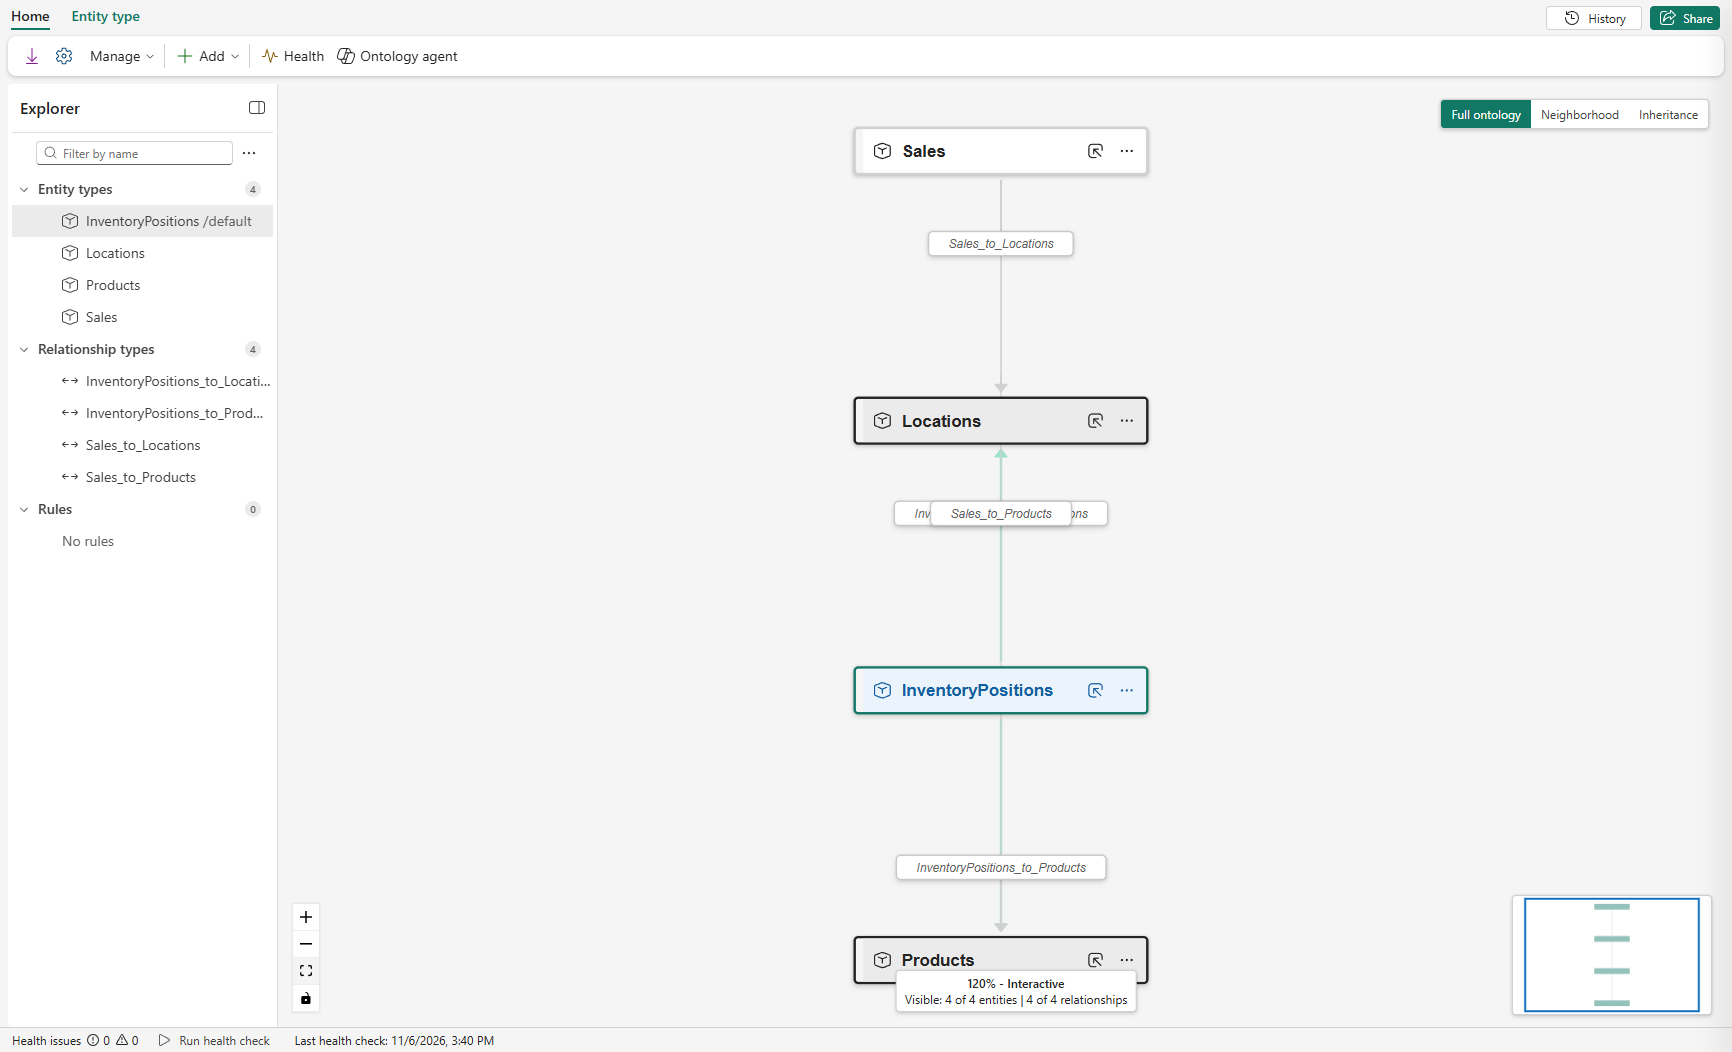 Home Entity type
History Share
Manage Add Health Ontology agent
Explorer
Filter by name
Entity types 4
InventoryPositions /default
Locations
Products
Sales
Relationship types 4
InventoryPositions_to_Locati...
InventoryPositions_to_Prod...
Sales_to_Locations
Sales_to_Products
Rules 0
No rules
Full ontology Neighborhood Inheritance
Sales
Sales_to_Locations
Locations
Inv Sales_to_Products ons
InventoryPositions
InventoryPositions_to_Products
Products
120% - Interactive
Visible: 4 of 4 entities | 4 of 4 relationships
Health issues 0 0 Run health check Last health check: 11/6/2026, 3:40 PM